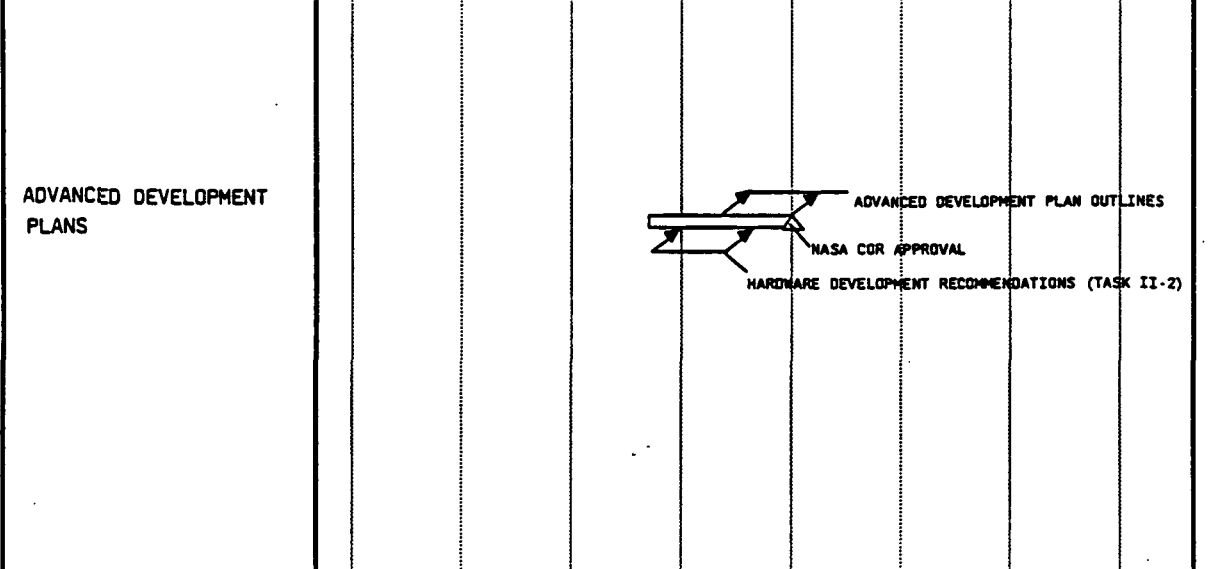 ADVANCED DEVELOPMENT
PLANS
ADVANCED DEVELOPMENT PLAN OUTLINES
NASA COR APPROVAL
HARDWARE DEVELOPMENT RECOMMENDATIONS (TASK II-2)